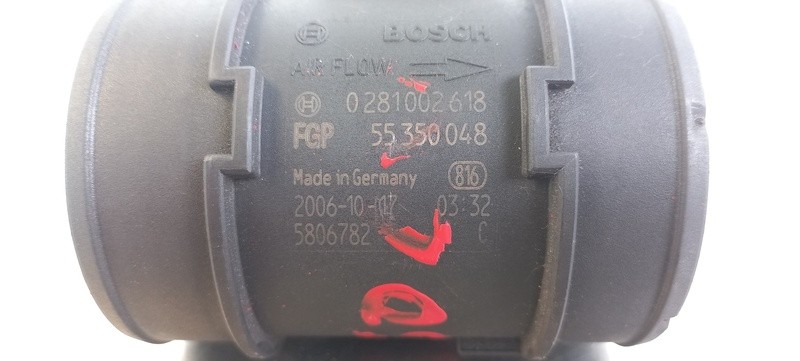 BOSCH
AIR FLOW
0 281 002 618
FGP 55 350 048
Made in Germany 816
2006-10-17 03:32
5806782 C